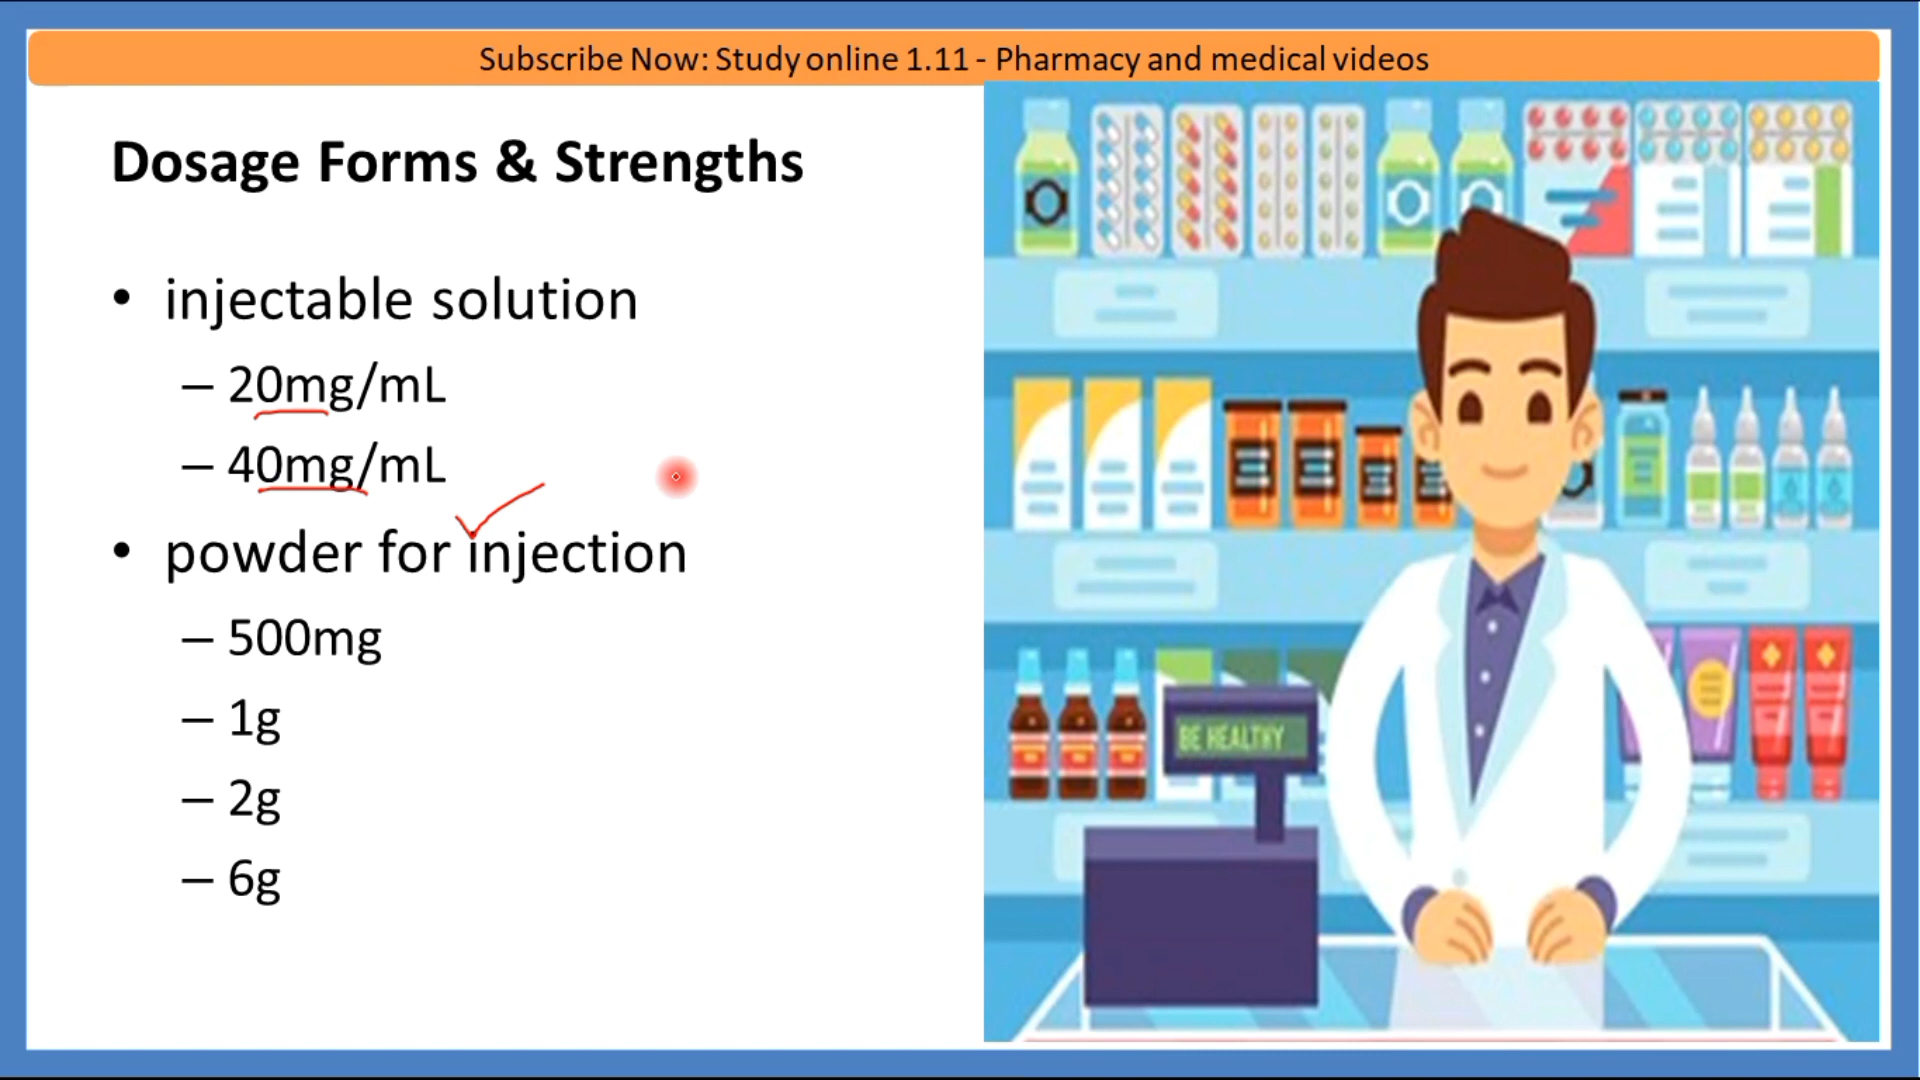 Subscribe Now: Study online 1.11 - Pharmacy and medical videos
Dosage Forms & Strengths
• injectable solution
– 20mg/mL
– 40mg/mL
• powder for injection
– 500mg
– 1g
– 2g
– 6g
BE HEALTHY